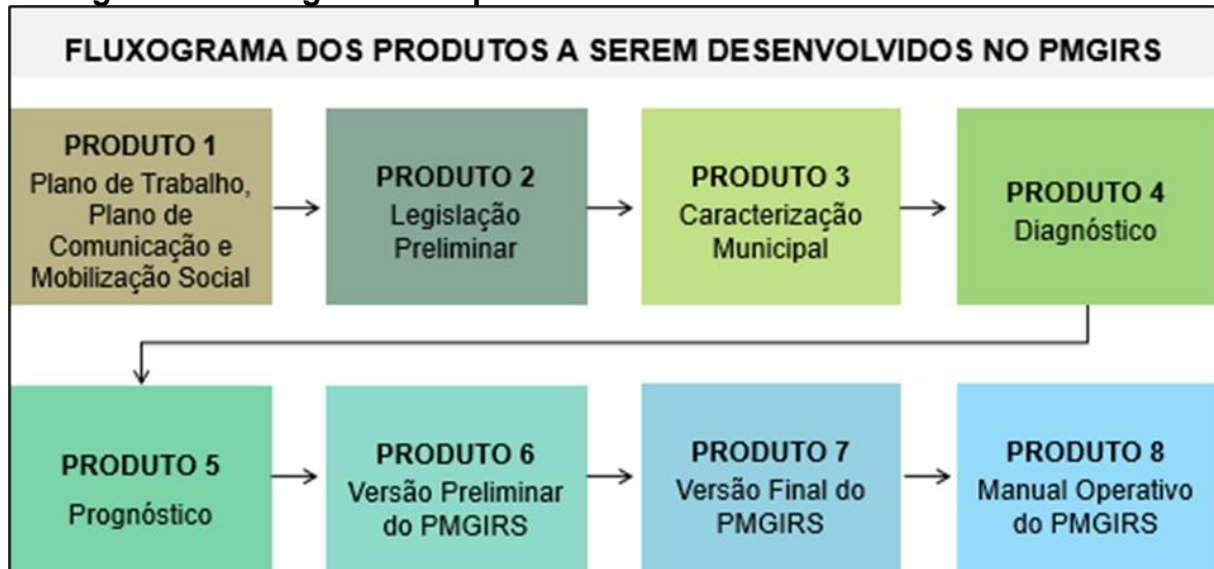 FLUXOGRAMA DOS PRODUTOS A SEREM DESENVOLVIDOS NO PMGIRS
PRODUTO 1
Plano de Trabalho,
Plano de
Comunicação e
Mobilização Social
PRODUTO 2
Legislação
Preliminar
PRODUTO 3
Caracterização
Municipal
PRODUTO 4
Diagnóstico
PRODUTO 5
Prognóstico
PRODUTO 6
Versão Preliminar
do PMGIRS
PRODUTO 7
Versão Final do
PMGIRS
PRODUTO 8
Manual Operativo
do PMGIRS